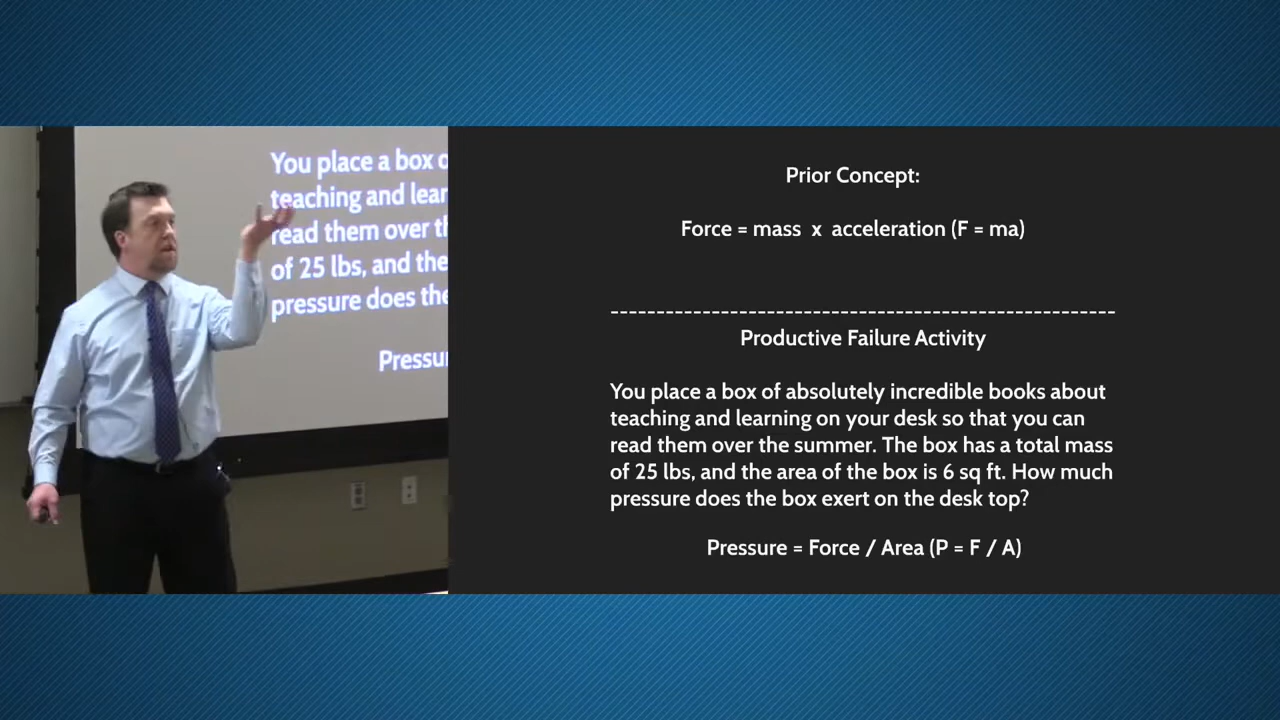 You place a box o
teaching and lear
read them over th
of 25 lbs, and the
pressure does the
Pressur
Prior Concept:
Force = mass x acceleration (F = ma)
-------------------------------------------------------
Productive Failure Activity
You place a box of absolutely incredible books about
teaching and learning on your desk so that you can
read them over the summer. The box has a total mass
of 25 lbs, and the area of the box is 6 sq ft. How much
pressure does the box exert on the desk top?
Pressure = Force / Area (P = F / A)